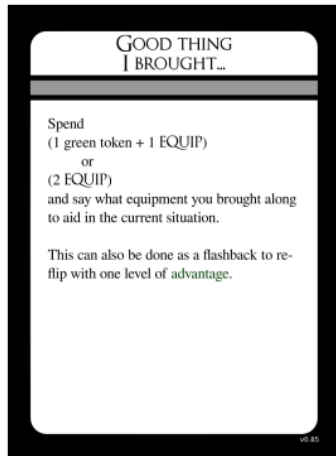 GOOD THING
I BROUGHT...
Spend
(1 green token + 1 EQUIP)
or
(2 EQUIP)
and say what equipment you brought along
to aid in the current situation.
This can also be done as a flashback to re-
flip with one level of advantage.
v0.85